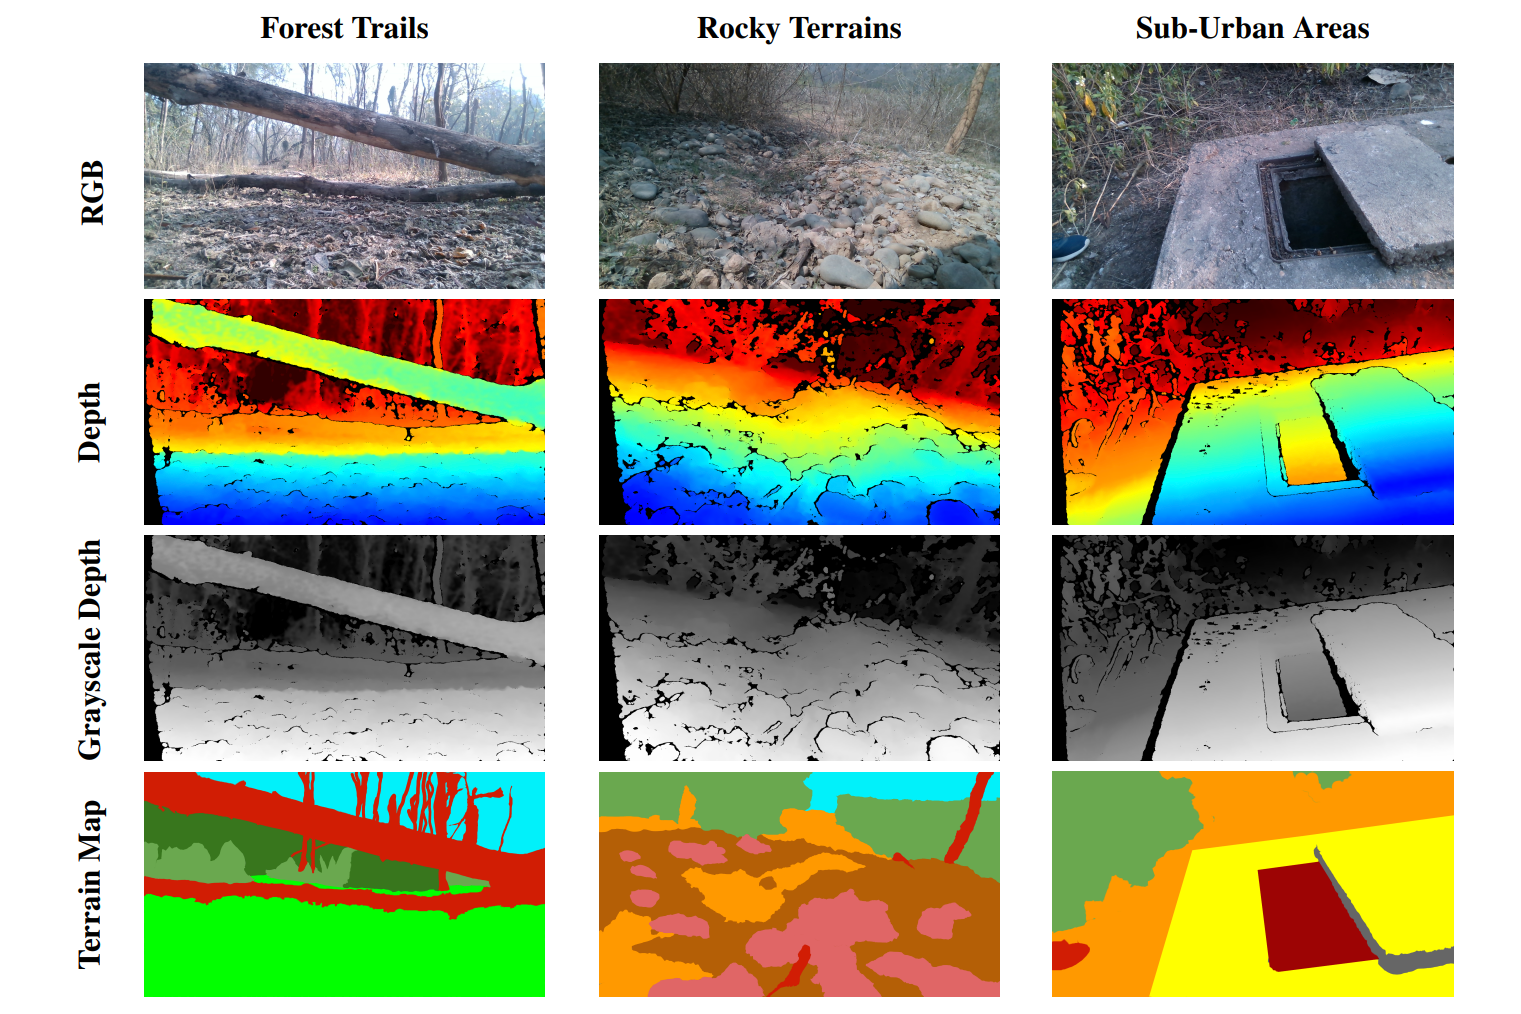 Forest Trails
Rocky Terrains
Sub-Urban Areas
RGB
Depth
Grayscale Depth
Terrain Map